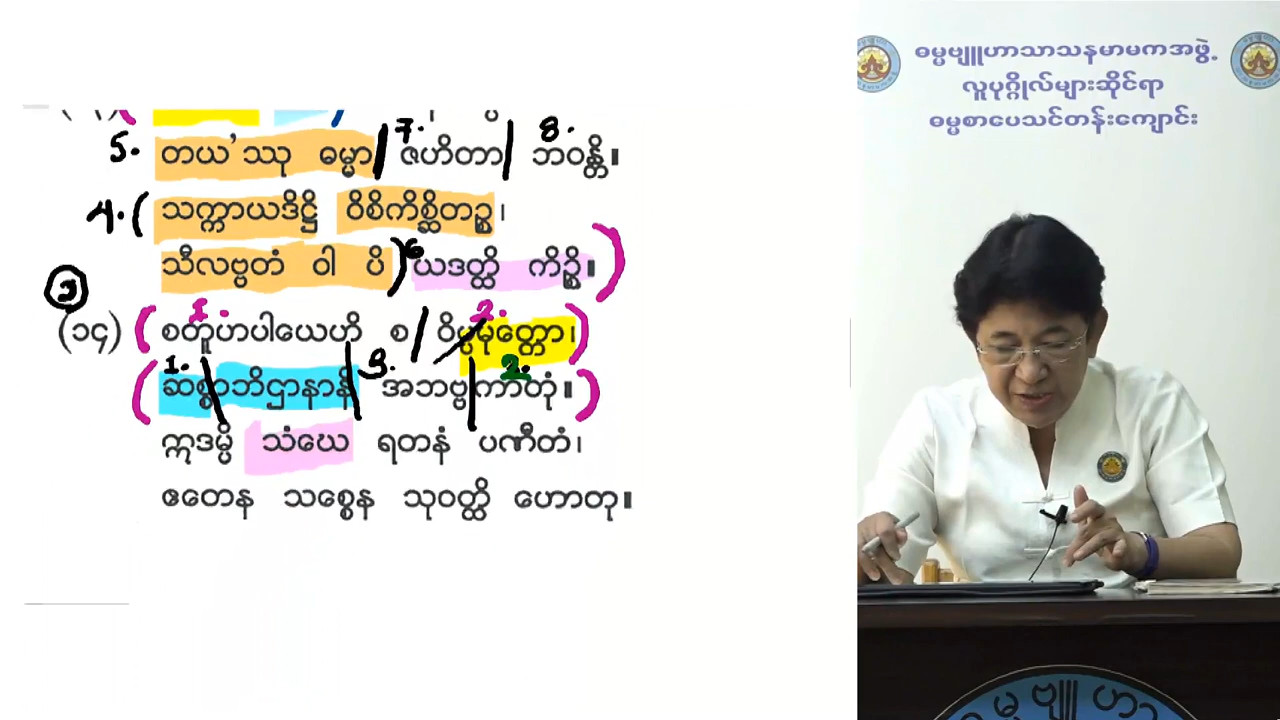 5. တယ’ဿု ဓမ္မာ 7. ဇဟိတာ 8. ဘဝန္တိ။
4. ( သက္ကာယဒိဋ္ဌိ ဝိစိကိစ္ဆိတဉ္စ၊
သီလဗ္ဗတံ ဝါ ပိ ) 6 ယဒတ္ထိ ကိဉ္စိ။ )
(၁၄) ( စတူဟပါယေဟိ စ ဝိပ္ပမုတ္တော၊ )
( ဆစ္စာဘိဌာနာနိ အဘဗ္ဗ ကာတုံ။ )
ဣဒမ္ပိ သံဃေ ရတနံ ပဏီတံ၊
ဧတေန သစ္စေန သုဝတ္ထိ ဟောတု။
ဓမ္မဗျူဟာသာသနမာမကအဖွဲ့
လူပုဂ္ဂိုလ်များဆိုင်ရာ
ဓမ္မစာပေသင်တန်းကျောင်း
ဓမ္မဗျူဟာ